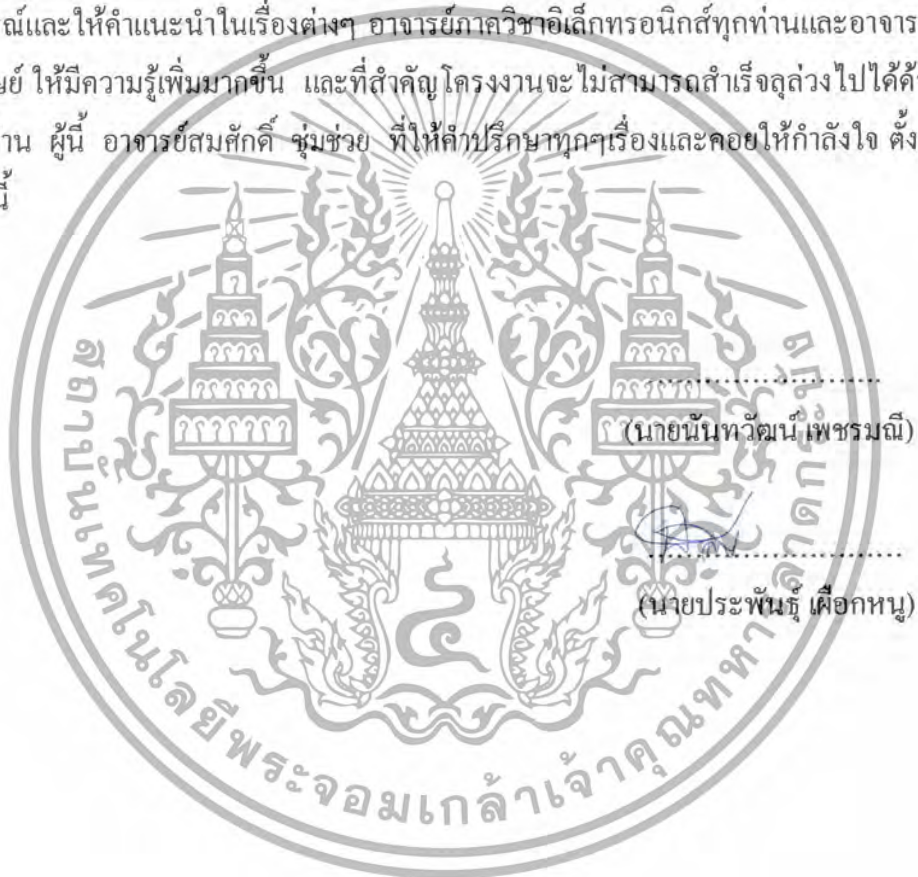 ณ์และให้คำแนะนำในเรื่องต่างๆ อาจารย์ภาควิชาอิเล็กทรอนิกส์ทุกท่านและอาจาร
ษย์ ให้มีความรู้เพิ่มมากขึ้น และที่สำคัญโครงงานจะไม่สามารถสำเร็จลุล่วงไปได้ด้
าน ผู้นี้ อาจารย์สมศักดิ์ ชุ่มช่วย ที่ให้คำปรึกษาทุกๆเรื่องและคอยให้กำลังใจ ตั้ง
นี้
(นายนันทวัฒน์ เพชรมณี)
(นายประพันธุ์ เผือกหนู)
สถาบันเทคโนโลยีพระจอมเกล้าเจ้าคุณทหารลาดกระบัง
๔